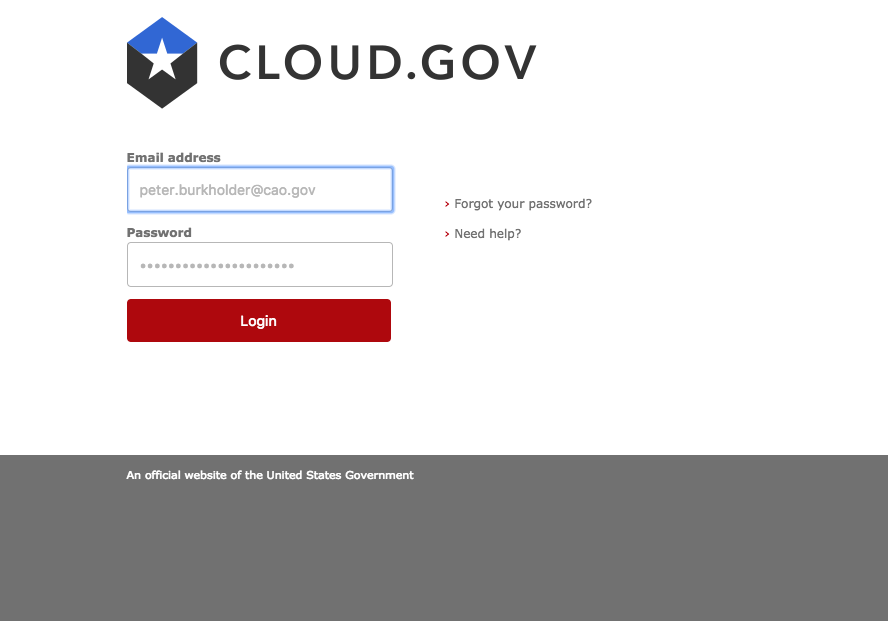 CLOUD.GOV
Email address
peter.burkholder@cao.gov
Password
••••••••••••••••••••••
› Forgot your password?
› Need help?
Login
An official website of the United States Government